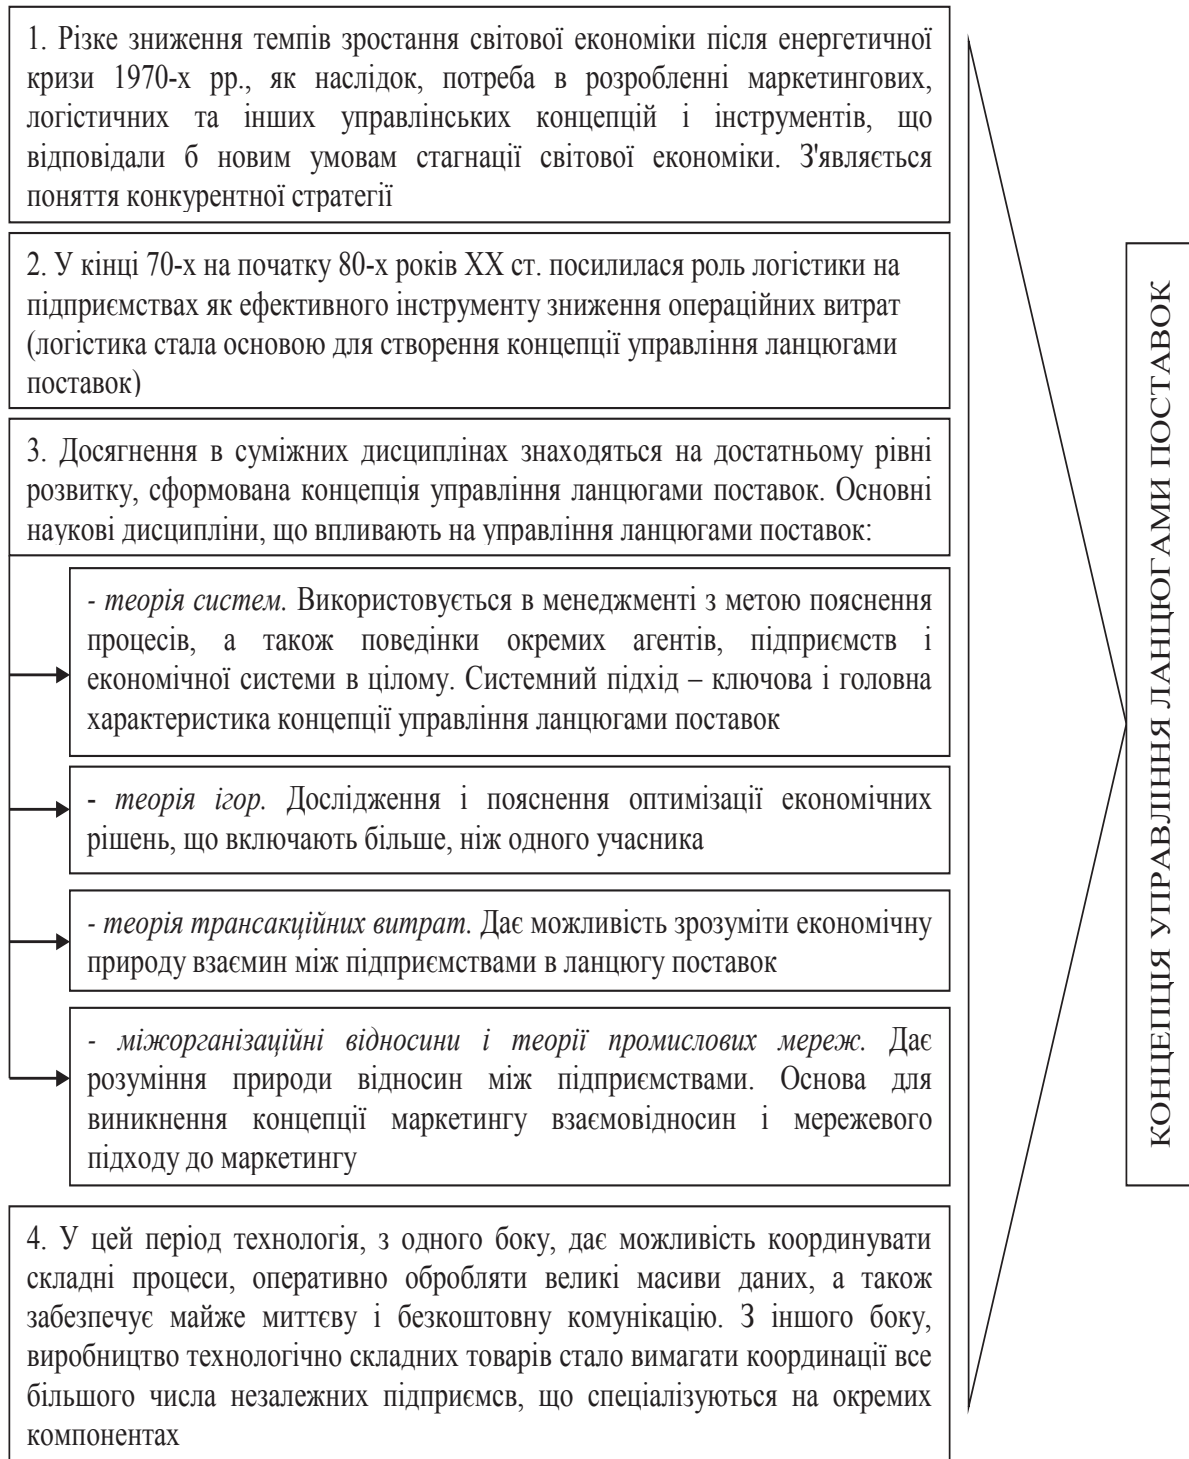 1. Різке зниження темпів зростання світової економіки після енергетичної
кризи 1970-х рр., як наслідок, потреба в розробленні маркетингових,
логістичних та інших управлінських концепцій і інструментів, що
відповідали б новим умовам стагнації світової економіки. З'являється
поняття конкурентної стратегії
2. У кінці 70-х на початку 80-х років ХХ ст. посилилася роль логістики на
підприємствах як ефективного інструменту зниження операційних витрат
(логістика стала основою для створення концепції управління ланцюгами
поставок)
3. Досягнення в суміжних дисциплінах знаходяться на достатньому рівні
розвитку, сформована концепція управління ланцюгами поставок. Основні
наукові дисципліни, що впливають на управління ланцюгами поставок:
- теорія систем. Використовується в менеджменті з метою пояснення
процесів, а також поведінки окремих агентів, підприємств і
економічної системи в цілому. Системний підхід – ключова і головна
характеристика концепції управління ланцюгами поставок
- теорія ігор. Дослідження і пояснення оптимізації економічних
рішень, що включають більше, ніж одного учасника
- теорія трансакційних витрат. Дає можливість зрозуміти економічну
природу взаємин між підприємствами в ланцюгу поставок
- міжорганізаційні відносини і теорії промислових мереж. Дає
розуміння природи відносин між підприємствами. Основа для
виникнення концепції маркетингу взаємовідносин і мережевого
підходу до маркетингу
4. У цей період технологія, з одного боку, дає можливість координувати
складні процеси, оперативно обробляти великі масиви даних, а також
забезпечує майже миттєву і безкоштовну комунікацію. З іншого боку,
виробництво технологічно складних товарів стало вимагати координації все
більшого числа незалежних підприємсв, що спеціалізуються на окремих
компонентах
КОНЦЕПЦІЯ УПРАВЛІННЯ ЛАНЦЮГАМИ ПОСТАВОК